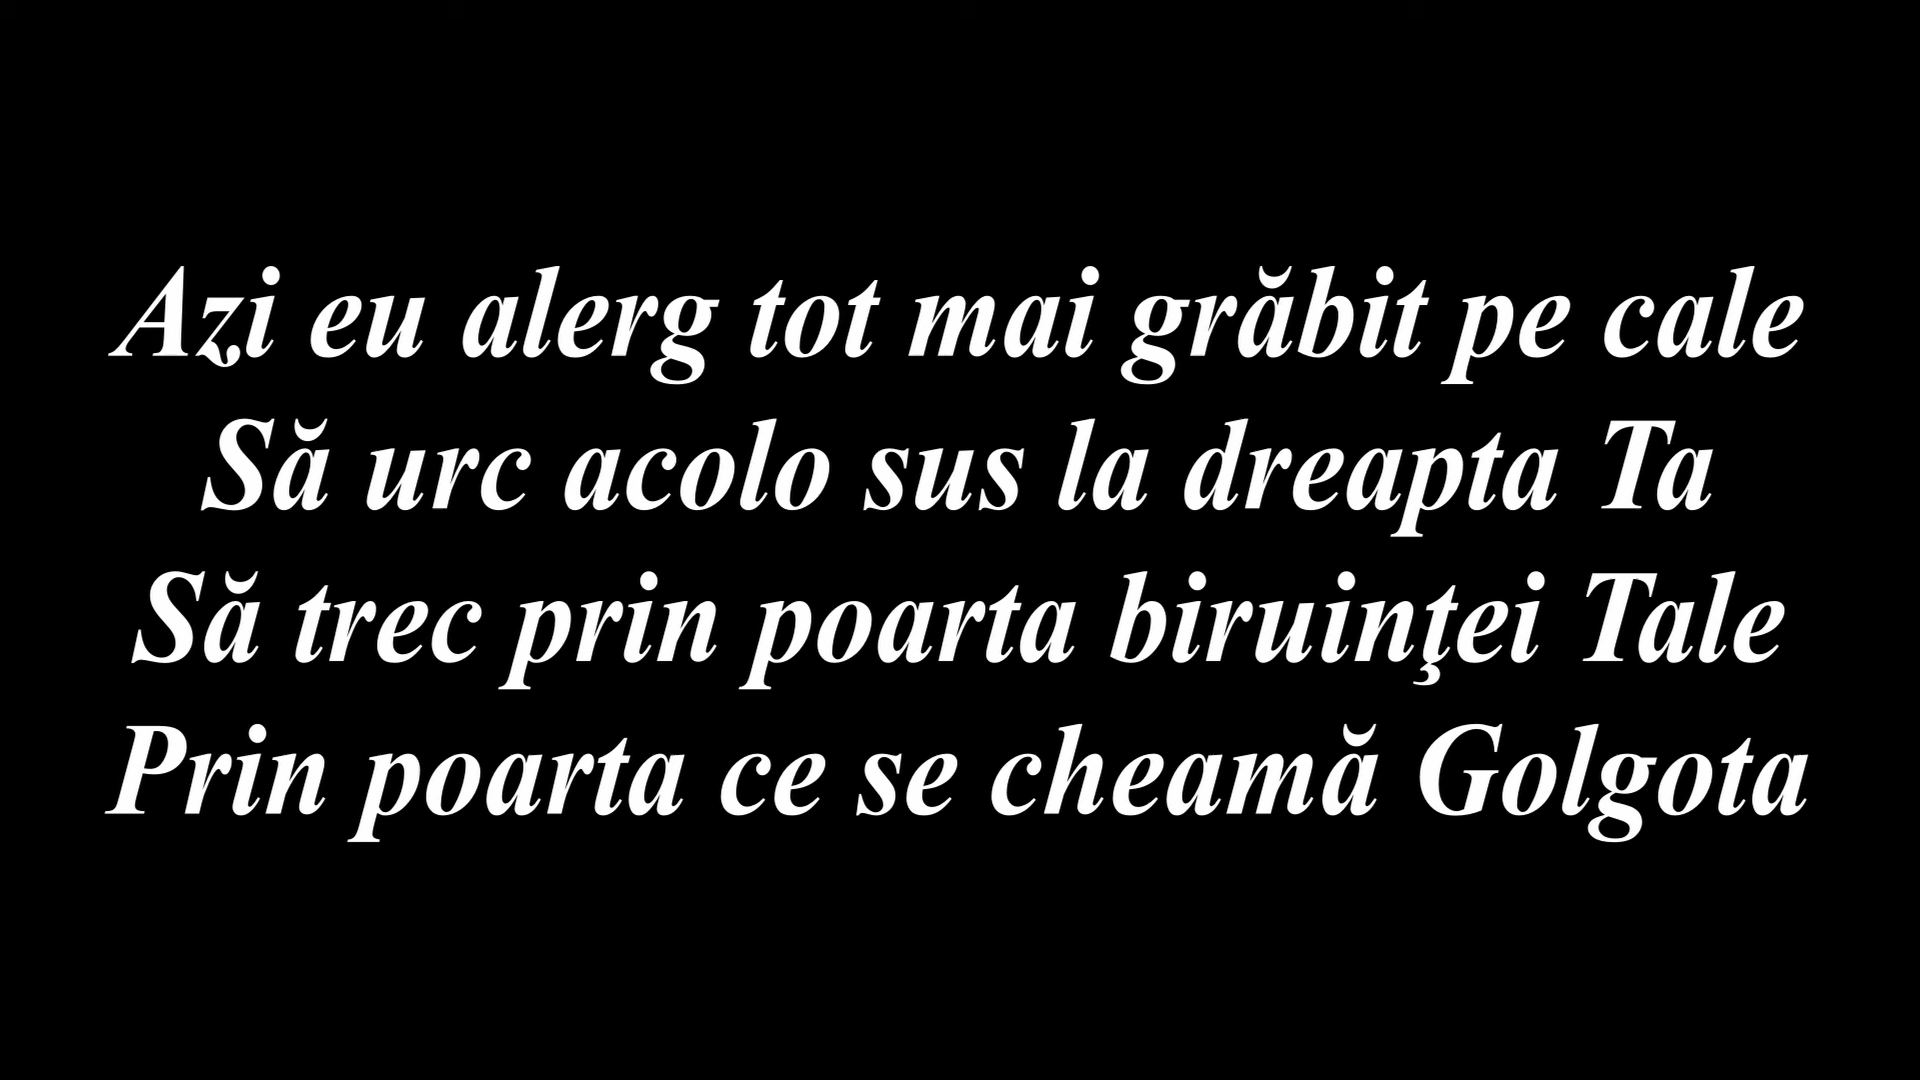 Azi eu alerg tot mai grăbit pe cale
Să urc acolo sus la dreapta Ta
Să trec prin poarta biruinţei Tale
Prin poarta ce se cheamă Golgota